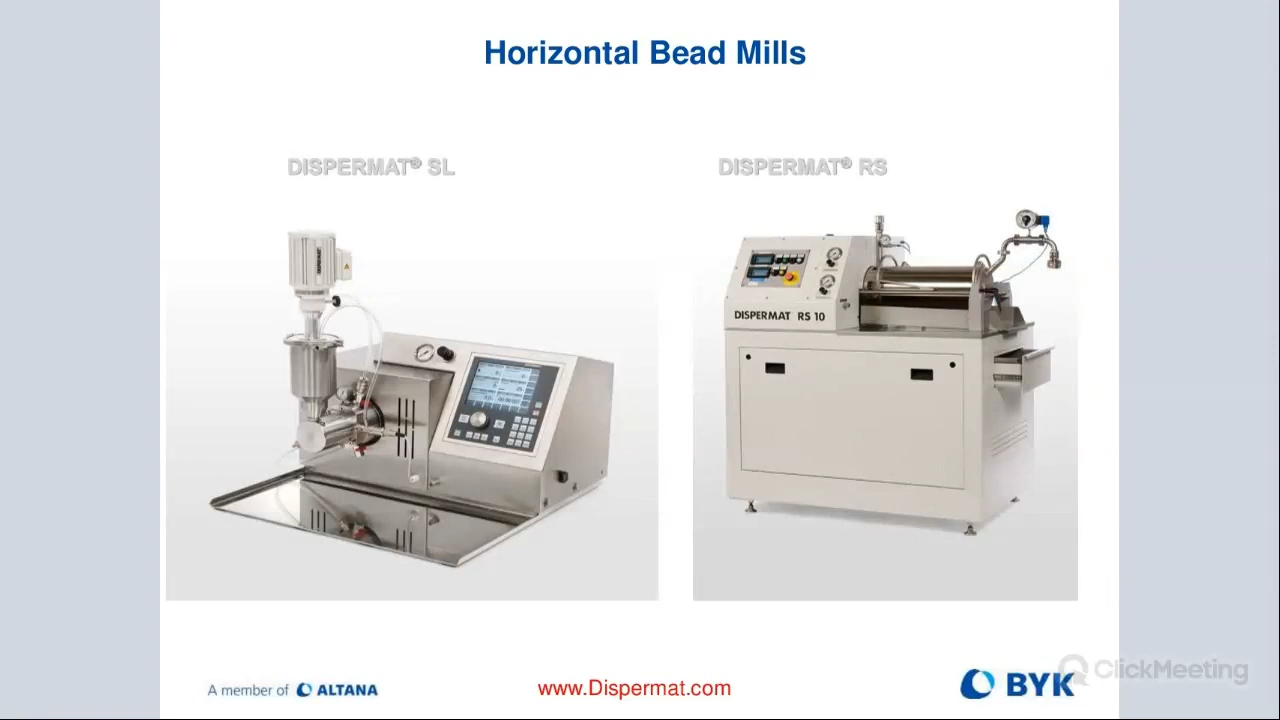 Horizontal Bead Mills
DISPERMAT® SL
DISPERMAT® RS
DISPERMAT RS 10
A member of ALTANA
www.Dispermat.com
BYK
ClickMeeting